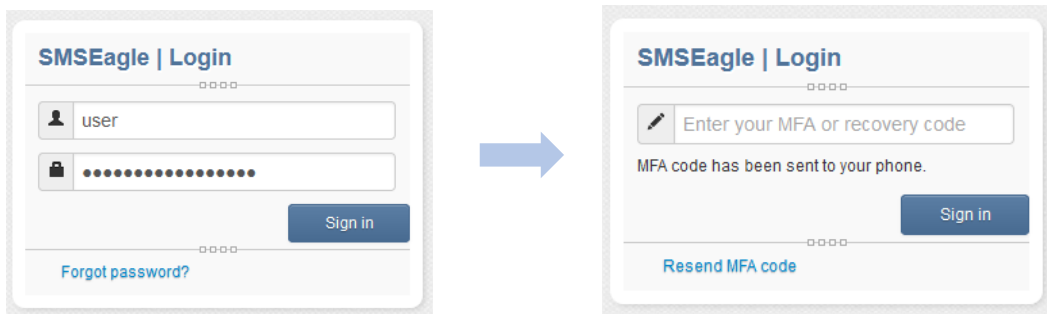 SMSEagle | Login
user
•••••••••••••••••
Sign in
Forgot password?
SMSEagle | Login
Enter your MFA or recovery code
MFA code has been sent to your phone.
Sign in
Resend MFA code